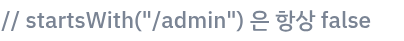 // startsWith("/admin") 은 항상 false